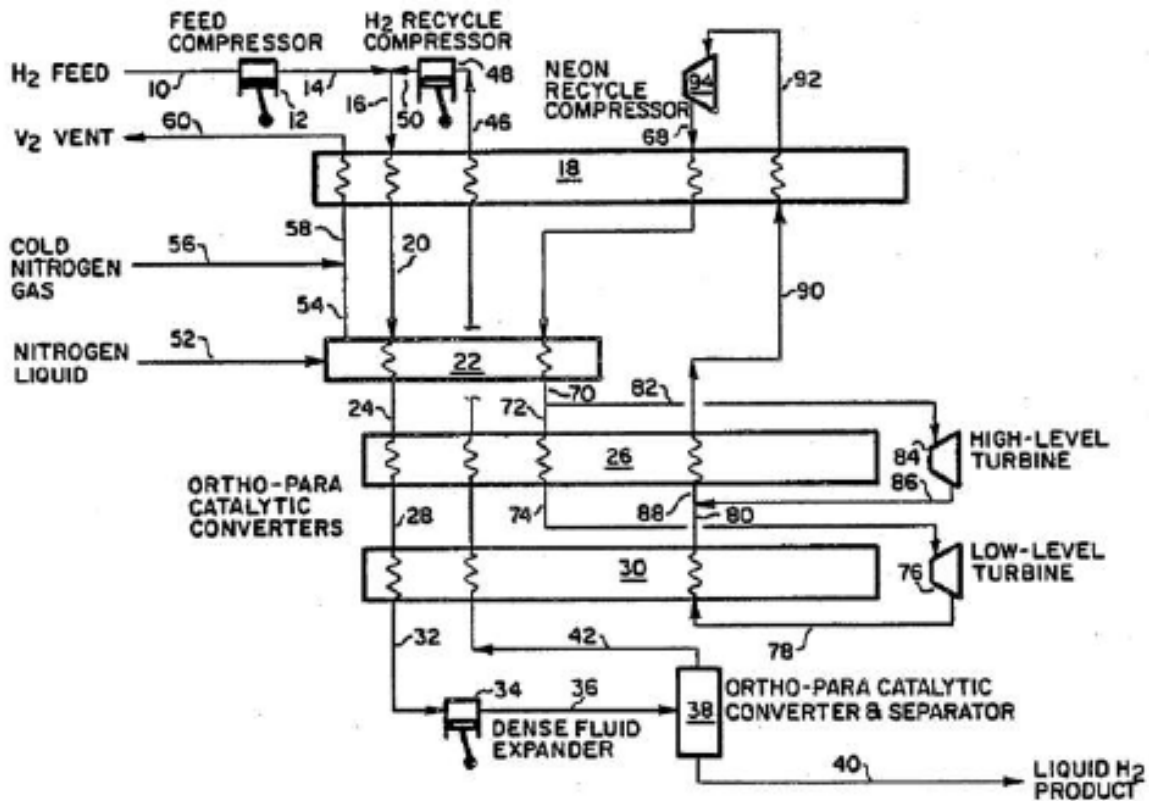 FEED
COMPRESSOR
H2 RECYCLE
COMPRESSOR
48
H2 FEED
10
14
12
16
50
46
NEON
RECYCLE
COMPRESSOR
94
92
68
60
V2 VENT
18
58
20
COLD
NITROGEN
GAS
56
54
90
NITROGEN
LIQUID
52
22
70
82
24
72
26
84
HIGH-LEVEL
TURBINE
86
ORTHO-PARA
CATALYTIC
CONVERTERS
28
74
88
80
30
76
LOW-LEVEL
TURBINE
78
32
42
34
36
38
ORTHO-PARA CATALYTIC
CONVERTER & SEPARATOR
DENSE FLUID
EXPANDER
40
LIQUID H2
PRODUCT